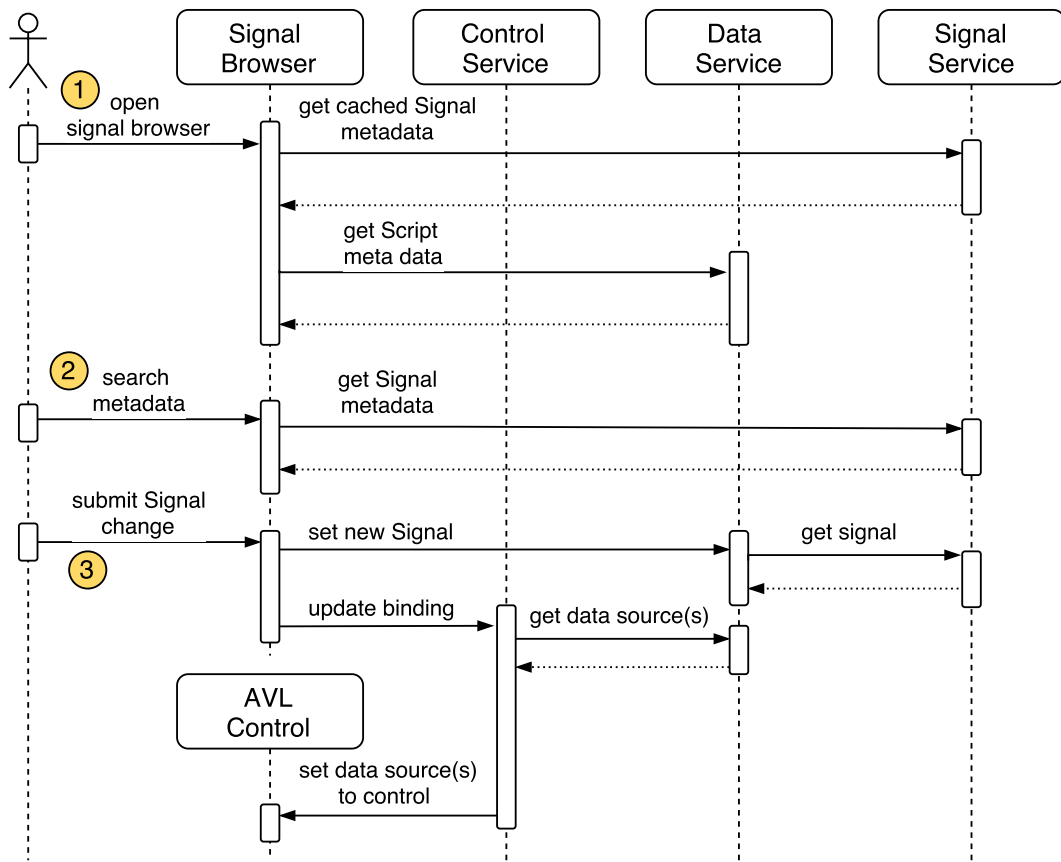 Signal
Browser
Control
Service
Data
Service
Signal
Service
1
open
signal browser
get cached Signal
metadata
get Script
meta data
2
search
metadata
get Signal
metadata
submit Signal
change
3
set new Signal
get signal
update binding
get data source(s)
AVL
Control
set data source(s)
to control